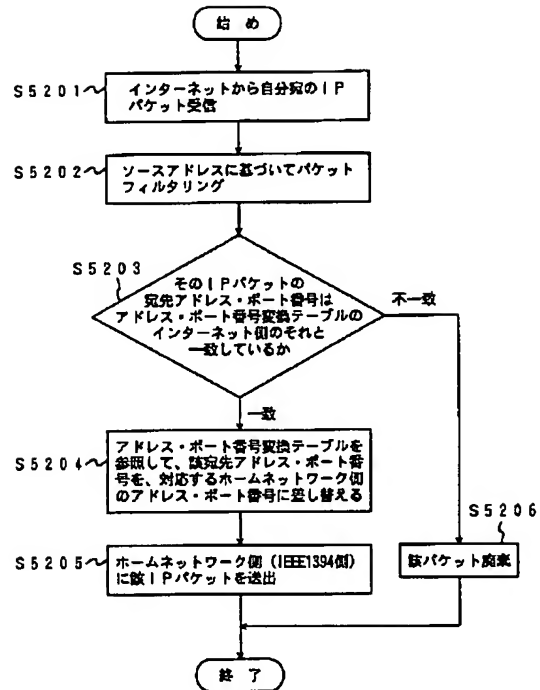 始め
S5201
インターネットから自分宛のIP
パケット受信
S5202
ソースアドレスに基づいてパケット
フィルタリング
S5203
そのIPパケットの
宛先アドレス・ポート番号は
アドレス・ポート番号変換テーブルの
インターネット側のそれと
一致しているか
不一致
一致
S5204
アドレス・ポート番号変換テーブルを
参照して、該宛先アドレス・ポート番
号を、対応するホームネットワーク側
のアドレス・ポート番号に差し替える
S5206
該パケット廃棄
S5205
ホームネットワーク側(IEEE1394側)
に該IPパケットを送出
終了